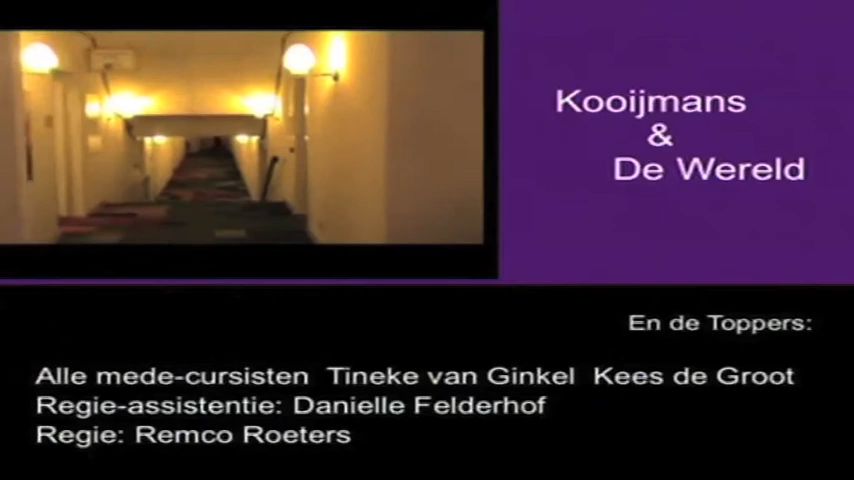 Kooijmans
&
De Wereld
En de Toppers:
Alle mede-cursisten  Tineke van Ginkel  Kees de Groot
Regie-assistentie: Danielle Felderhof
Regie: Remco Roeters